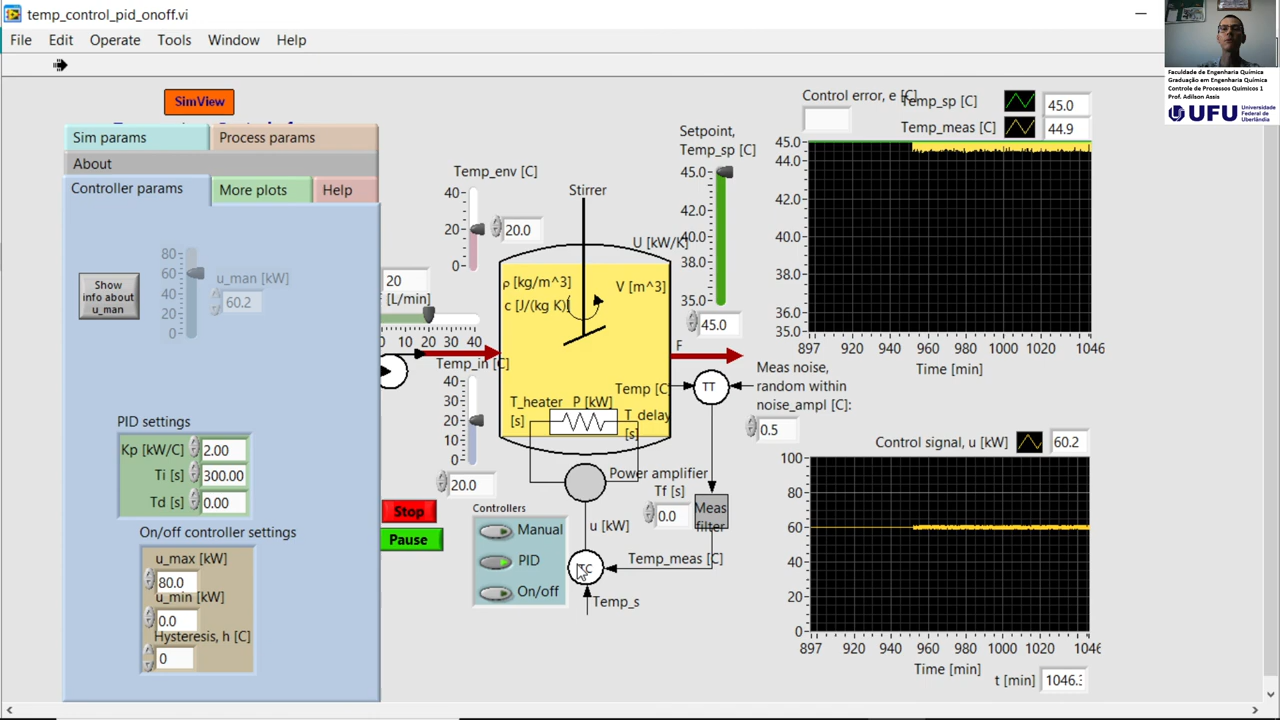 temp_control_pid_onoff.vi
File Edit Operate Tools Window Help
Faculdade de Engenharia Química
Graduação em Engenharia Química
Controle de Processos Químicos 1
Prof. Adilson Assis
UFU Universidade Federal de Uberlândia
SimView
Sim params
Process params
About
Controller params
More plots
Help
80
60
40
20
0
u_man [kW]
60.2
Show
info about
u_man
PID settings
Kp [kW/C] 2.00
Ti [s] 300.00
Td [s] 0.00
On/off controller settings
u_max [kW]
80.0
u_min [kW]
0.0
Hysteresis, h [C]
0
Temp_env [C]
40
20
0
20.0
Stirrer
Setpoint,
Temp_sp [C]
45.0
42.0
40.0
38.0
35.0
45.0
U [kW/K]
ρ [kg/m^3]
V [m^3]
c [J/(kg K)]
20
[L/min]
0 10 20 30 40
F
Temp_in [C]
40
30
20
10
0
20.0
Temp [C]
T_heater
[s]
P [kW]
T_delay
[s]
TT
Meas noise,
random within
noise_ampl [C]:
0.5
Power amplifier
Tf [s]
0.0
Meas
filter
Stop
Pause
Controllers
Manual
PID
On/off
u [kW]
Temp_meas [C]
Temp_s
Control error, e [C]
Temp_sp [C] 45.0
Temp_meas [C] 44.9
45.0
44.0
42.0
40.0
38.0
36.0
35.0
897 920 940 960 980 1000 1020 1046
Time [min]
Control signal, u [kW] 60.2
100
80
60
40
20
0
897 920 940 960 980 1000 1020 1046
Time [min]
t [min] 1046.